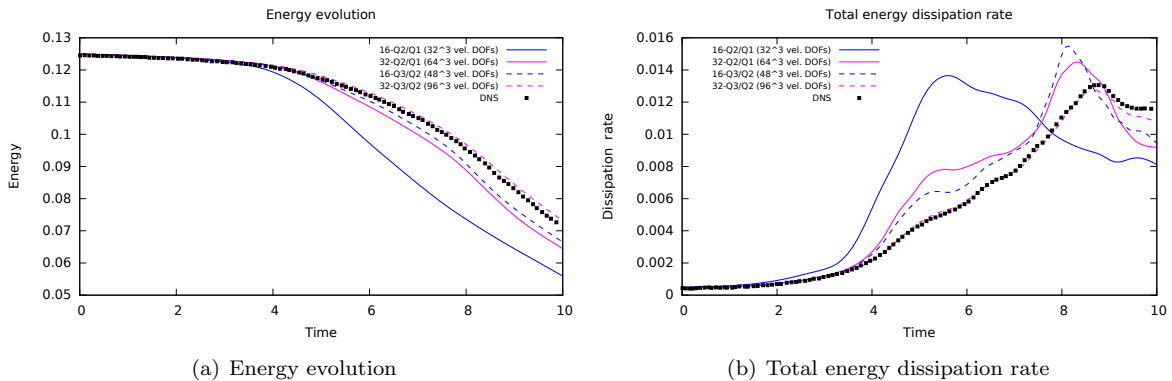 Energy evolution
0.13
0.12
0.11
0.1
0.09
0.08
0.07
0.06
0.05
Energy
16-Q2/Q1 (32^3 vel. DOFs)
32-Q2/Q1 (64^3 vel. DOFs)
16-Q3/Q2 (48^3 vel. DOFs)
32-Q3/Q2 (96^3 vel. DOFs)
DNS
0 2 4 6 8 10
Time
(a) Energy evolution
Total energy dissipation rate
0.016
0.014
0.012
0.01
0.008
0.006
0.004
0.002
0
Dissipation rate
16-Q2/Q1 (32^3 vel. DOFs)
32-Q2/Q1 (64^3 vel. DOFs)
16-Q3/Q2 (48^3 vel. DOFs)
32-Q3/Q2 (96^3 vel. DOFs)
DNS
0 2 4 6 8 10
Time
(b) Total energy dissipation rate